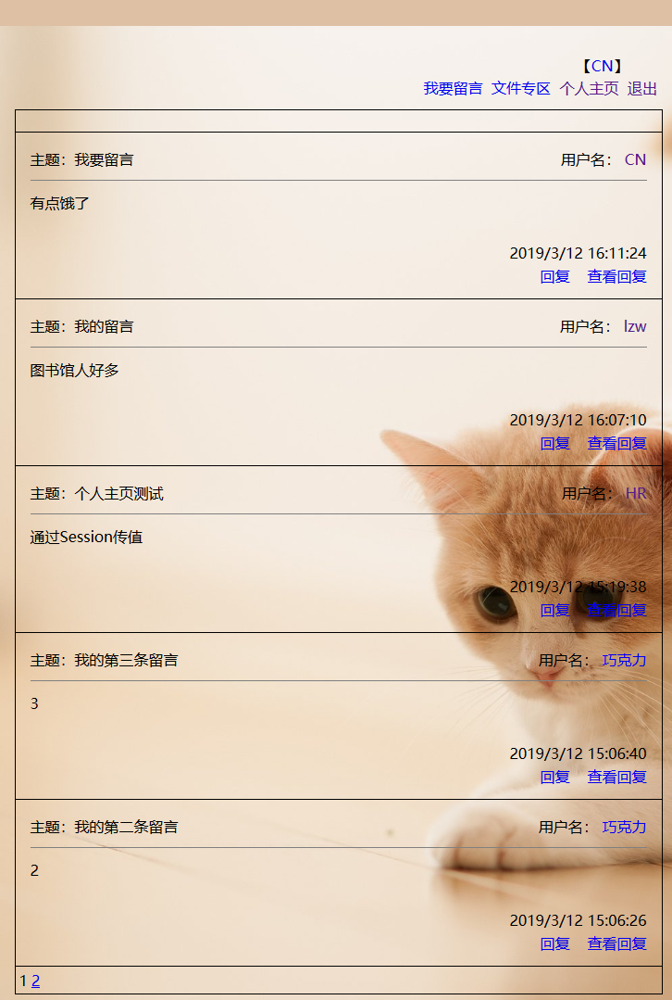 【CN】
我要留言 文件专区 个人主页 退出
主题：我要留言 用户名： CN
有点饿了
2019/3/12 16:11:24
回复 查看回复
主题：我的留言 用户名： lzw
图书馆人好多
2019/3/12 16:07:10
回复 查看回复
主题：个人主页测试 用户名： HR
通过Session传值
2019/3/12 15:19:38
回复 查看回复
主题：我的第三条留言 用户名： 巧克力
3
2019/3/12 15:06:40
回复 查看回复
主题：我的第二条留言 用户名： 巧克力
2
2019/3/12 15:06:26
回复 查看回复
1 2